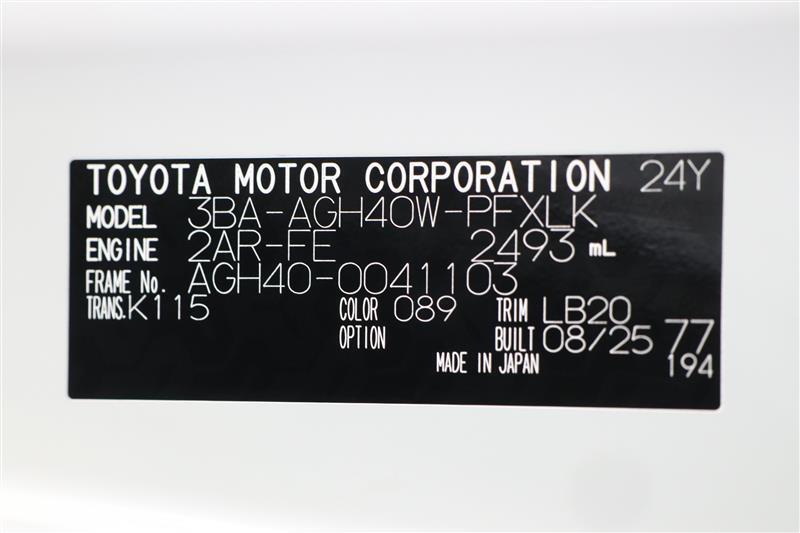 TOYOTA MOTOR CORPORATION 24Y
MODEL 3BA-AGH40W-PFXLK
ENGINE 2AR-FE 2493 mL
FRAME No. AGH40-0041103
TRANS. K115 COLOR 089 TRIM LB20
OPTION BUILT 08/25 77
MADE IN JAPAN 194